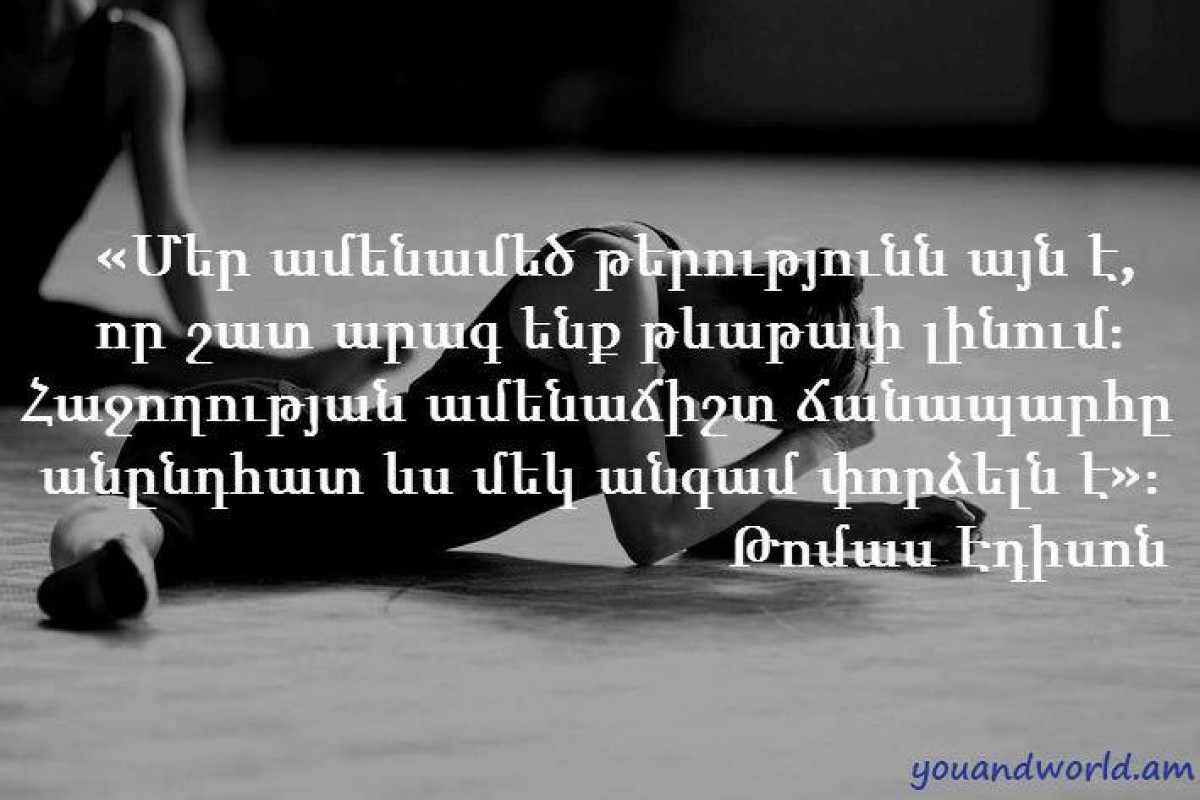 «Մեր ամենամեծ թերությունն այն է,
որ շատ արագ ենք թևաթափ լինում:
Հաջողության ամենաճիշտ ճանապարհը
անընդհատ ևս մեկ անգամ փորձելն է»:
Թոմաս Էդիսոն
youandworld.am